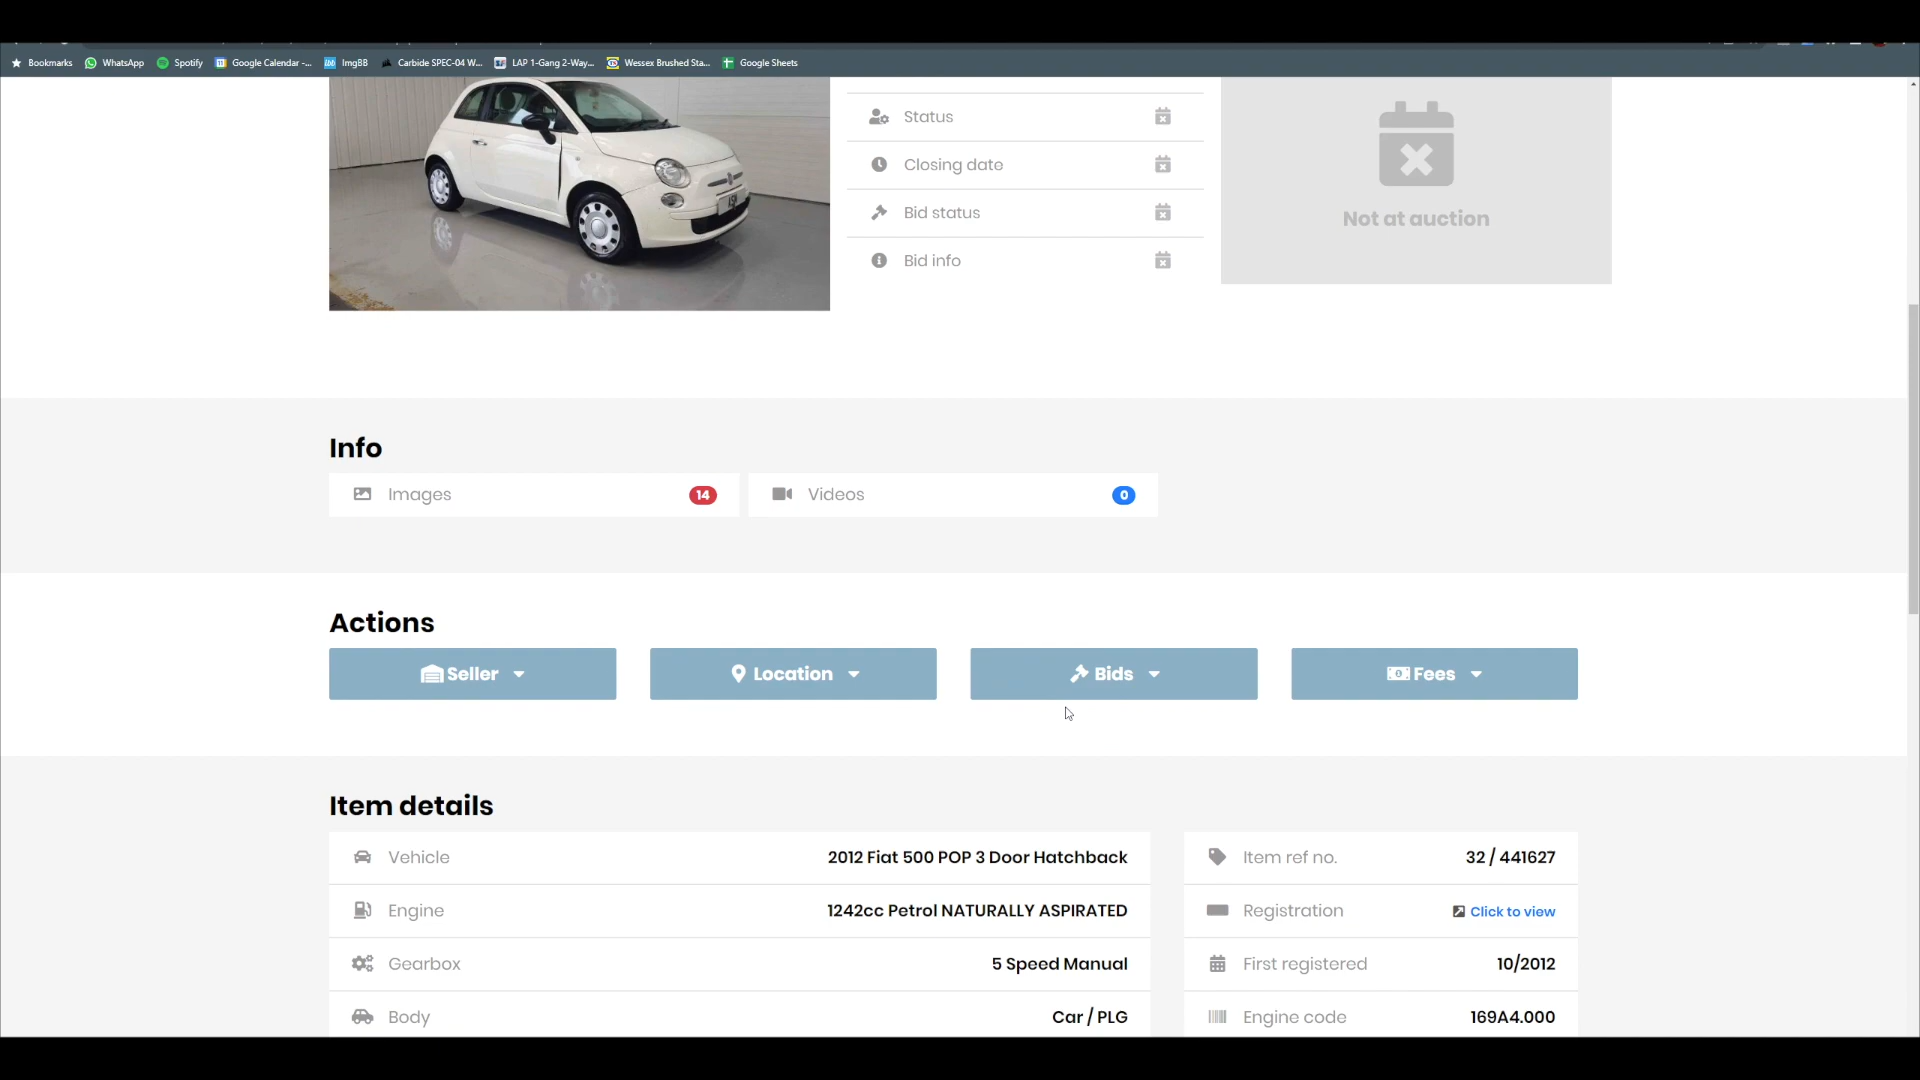 Bookmarks WhatsApp Spotify Google Calendar -... ImgBB Carbide SPEC-04 W... LAP 1-Gang 2-Way... Wessex Brushed Sta... Google Sheets
Status
Closing date
Bid status
Bid info
Not at auction
Info
Images 14
Videos 0
Actions
Seller
Location
Bids
Fees
Item details
Vehicle 2012 Fiat 500 POP 3 Door Hatchback
Item ref no. 32 / 441627
Engine 1242cc Petrol NATURALLY ASPIRATED
Registration Click to view
Gearbox 5 Speed Manual
First registered 10/2012
Body Car / PLG
Engine code 169A4.000